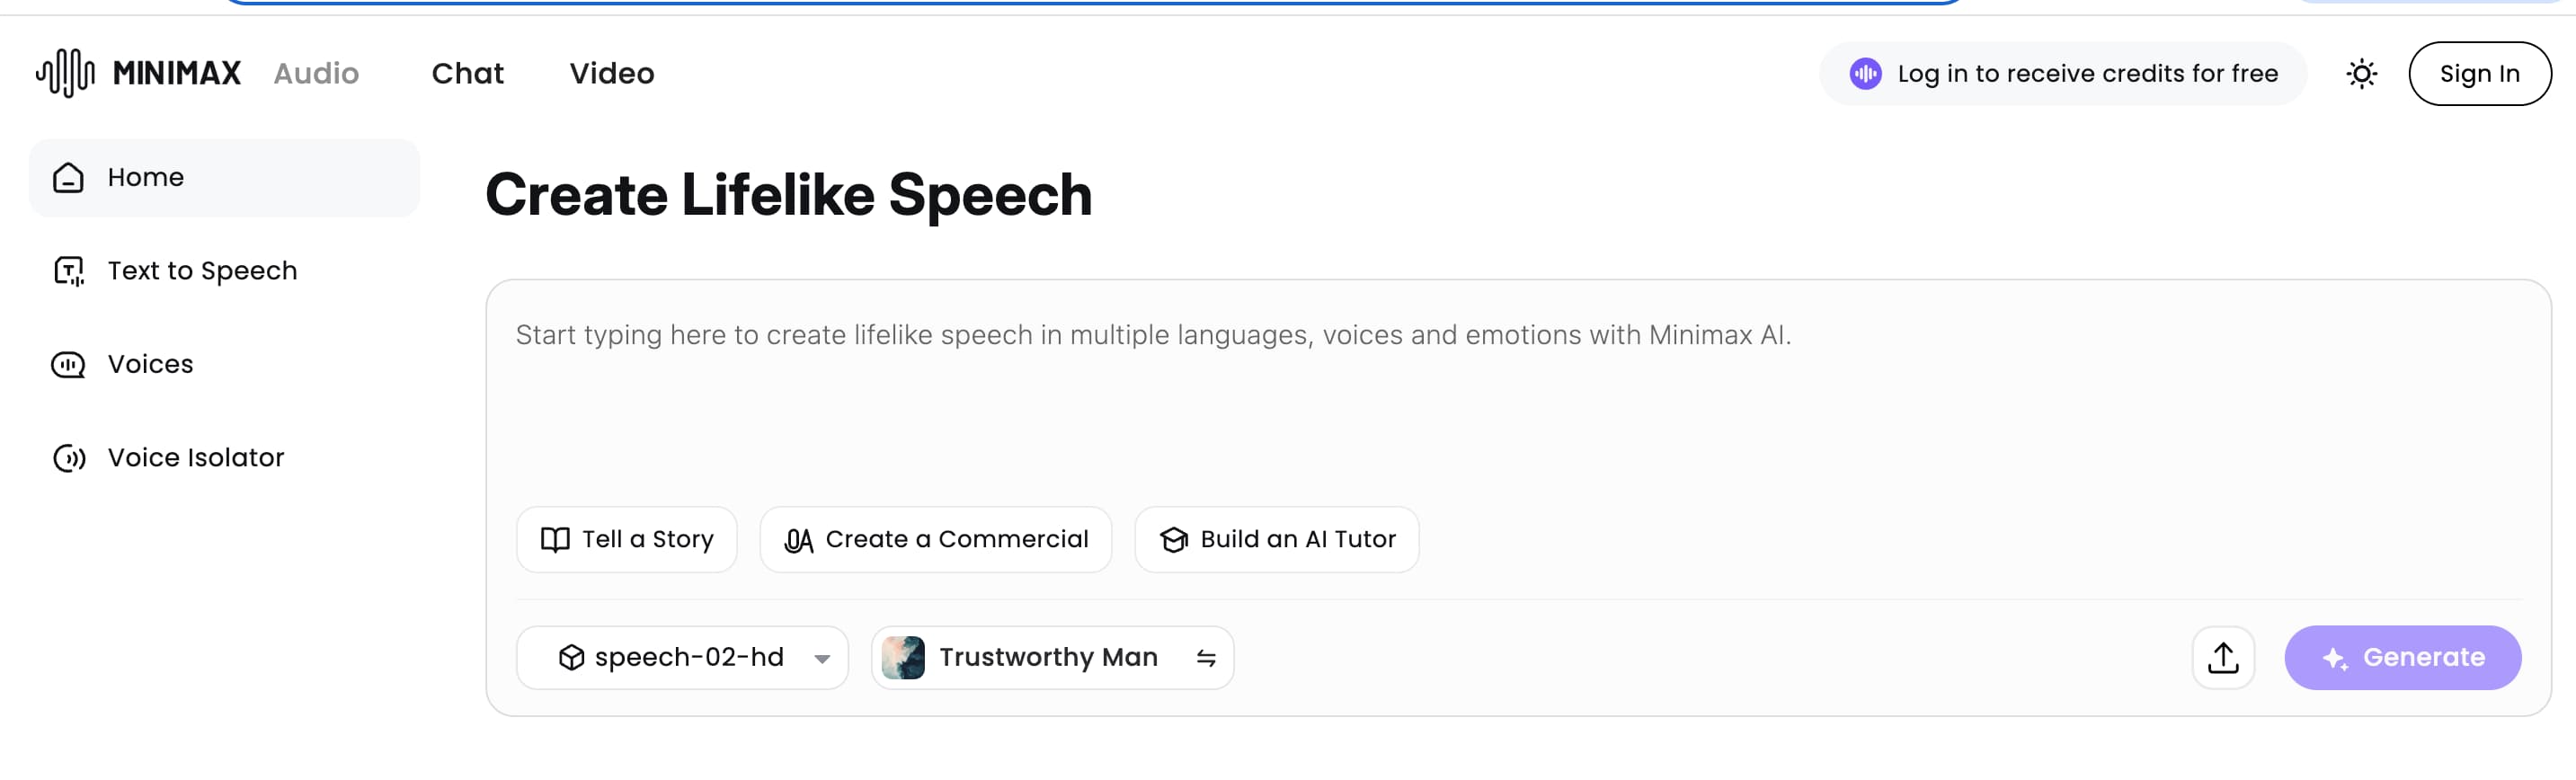 MINIMAX Audio Chat Video
Log in to receive credits for free
Sign In
Home
Text to Speech
Voices
Voice Isolator
Create Lifelike Speech
Start typing here to create lifelike speech in multiple languages, voices and emotions with Minimax AI.
Tell a Story
Create a Commercial
Build an AI Tutor
speech-02-hd
Trustworthy Man
Generate